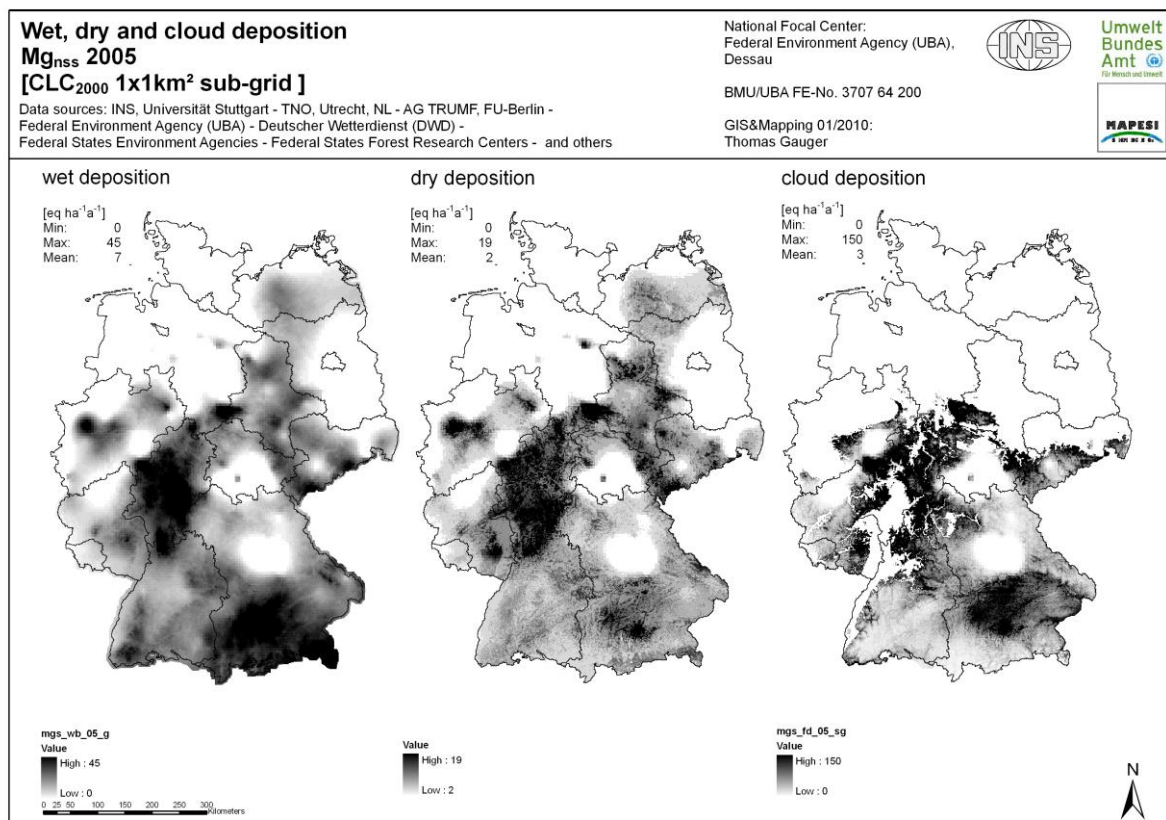 Wet, dry and cloud deposition
Mgnss 2005
[CLC2000 1x1km² sub-grid ]
Data sources: INS, Universität Stuttgart - TNO, Utrecht, NL - AG TRUMF, FU-Berlin -
Federal Environment Agency (UBA) - Deutscher Wetterdienst (DWD) -
Federal States Environment Agencies - Federal States Forest Research Centers - and others
National Focal Center:
Federal Environment Agency (UBA),
Dessau
BMU/UBA FE-No. 3707 64 200
GIS&Mapping 01/2010:
Thomas Gauger
INS
Umwelt
Bundes
Amt
Für Mensch und Umwelt
MAPESI
wet deposition
[eq ha-1a-1]
Min: 0
Max: 45
Mean: 7
dry deposition
[eq ha-1a-1]
Min: 0
Max: 19
Mean: 2
cloud deposition
[eq ha-1a-1]
Min: 0
Max: 150
Mean: 3
mgs_wb_05_g
Value
High : 45
Low : 0
0 25 50 100 150 200 250 300
Kilometers
Value
High : 19
Low : 2
mgs_fd_05_sg
Value
High : 150
Low : 0
N